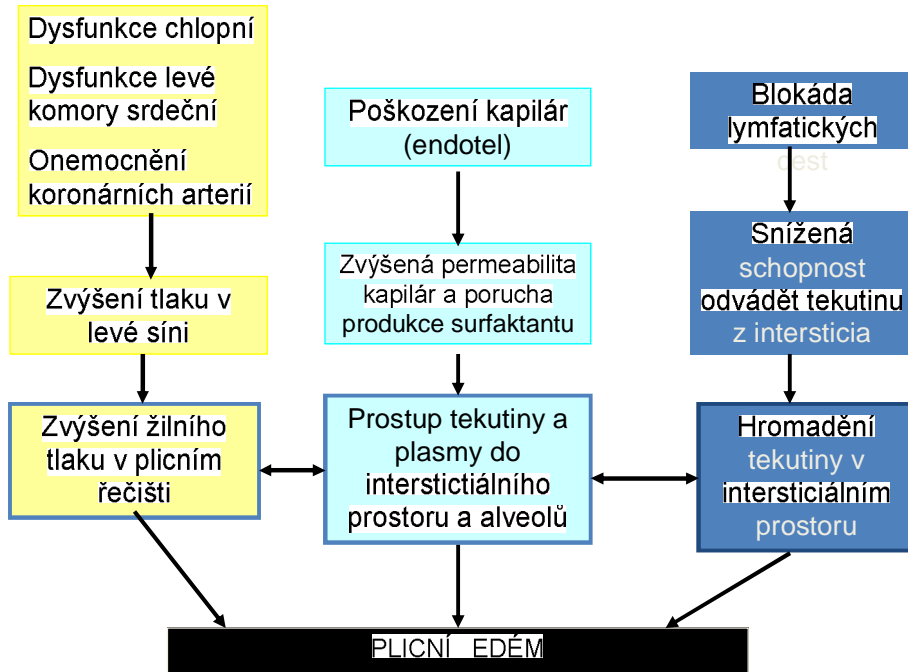 Dysfunkce chlopní
Dysfunkce levé
komory srdeční
Onemocnění
koronárních arterií
Zvýšení tlaku v
levé síni
Zvýšení žilního
tlaku v plicním
řečišti
Poškození kapilár
(endotel)
Zvýšená permeabilita
kapilár a porucha
produkce surfaktantu
Prostup tekutiny a
plasmy do
interstictiálního
prostoru a alveolů
Blokáda
lymfatických
cest
Snížená
schopnost
odvádět tekutinu
z intersticia
Hromadění
tekutiny v
intersticiálním
prostoru
PLICNÍ EDÉM